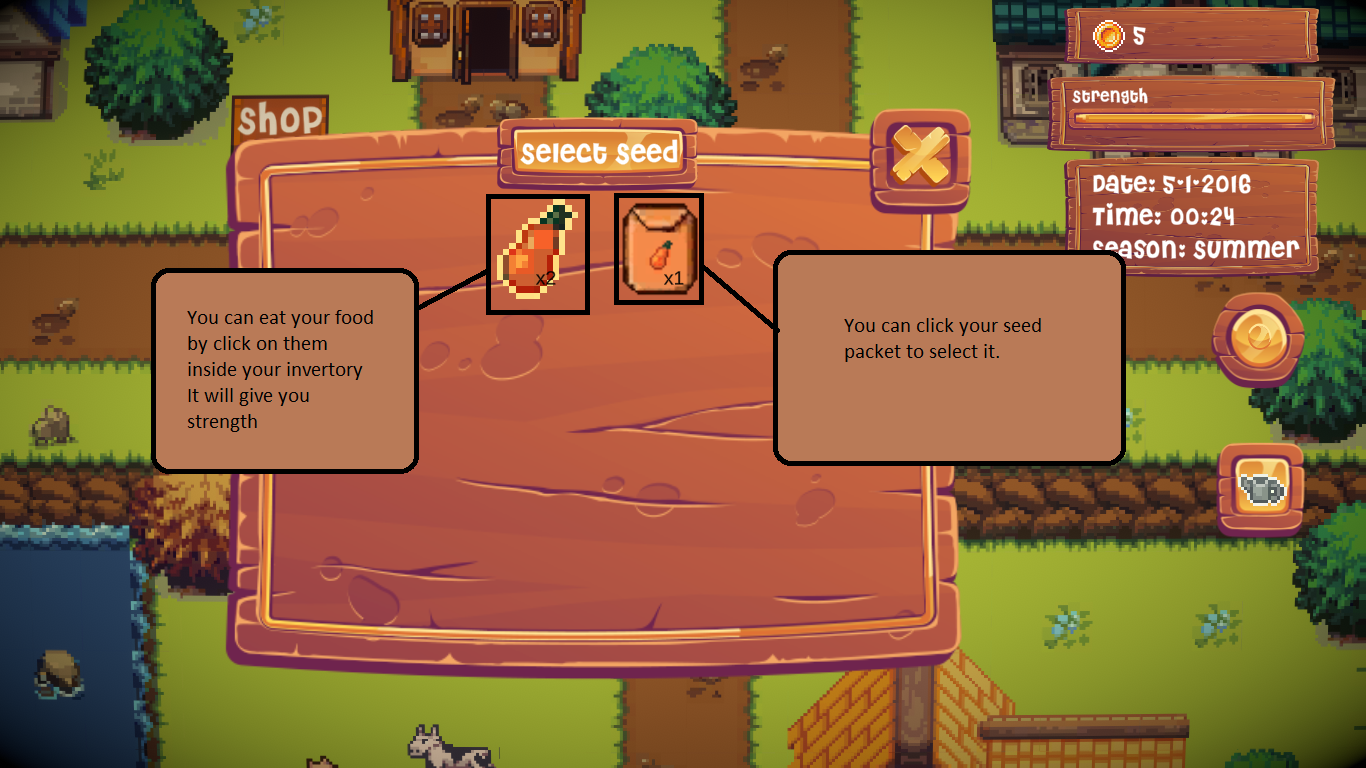 5
strength
shop
select seed
Date: 5-1-2016
Time: 00:24
season: summer
x2
x1
You can eat your food
by click on them
inside your invertory
It will give you
strength
You can click your seed
packet to select it.